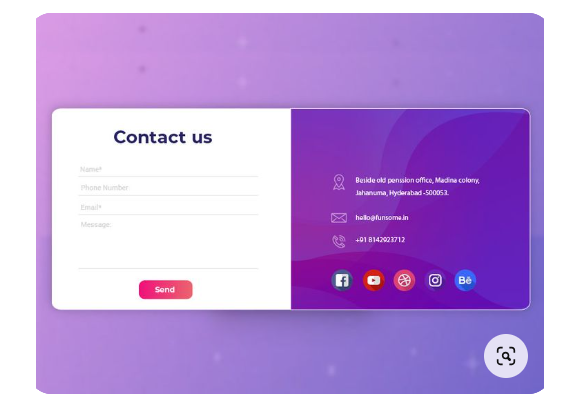 Contact us
Name*
Phone Number
Email*
Message:
Send
Beside old penssion office, Madina colony,
Jahanuma, Hyderabad -500053.
hello@funsome.in
+91 8142923712
Bē